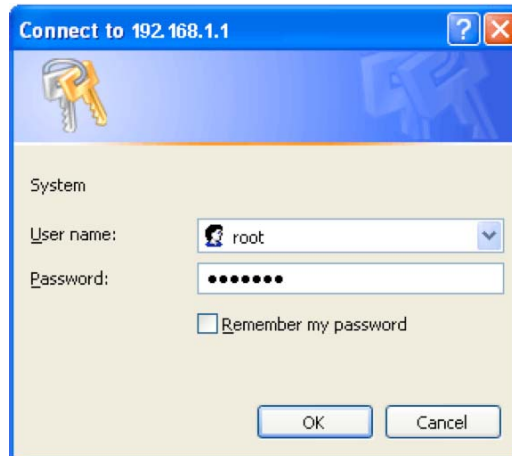 Connect to 192.168.1.1
System
User name: root
Password: •••••••
Remember my password
OK Cancel